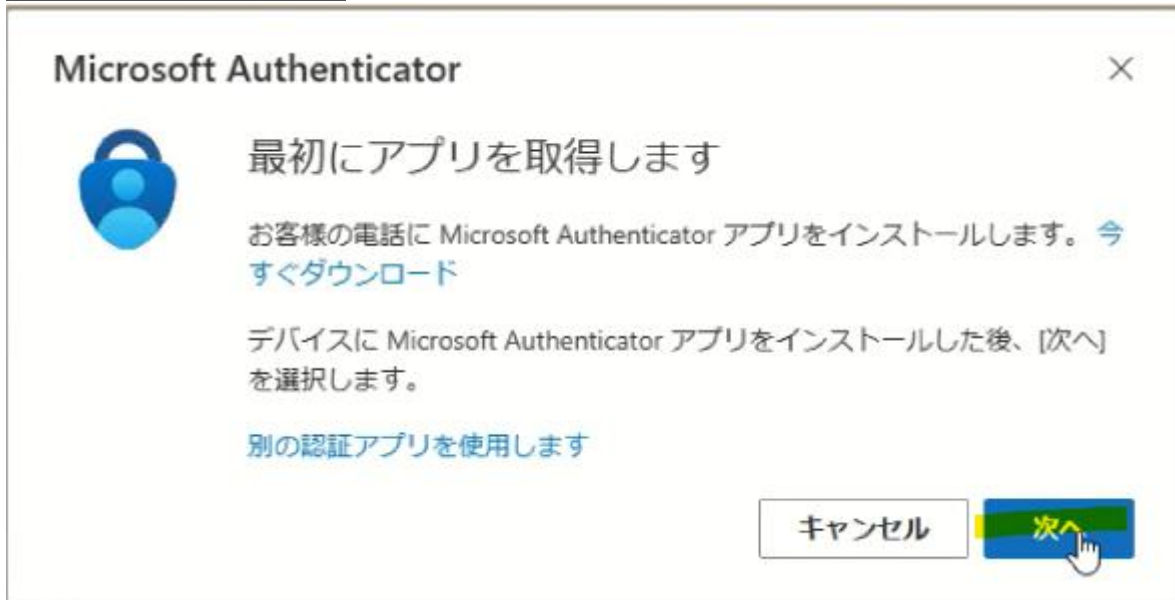 Microsoft Authenticator
最初にアプリを取得します
お客様の電話に Microsoft Authenticator アプリをインストールします。 今
すぐダウンロード
デバイスに Microsoft Authenticator アプリをインストールした後、[次へ]
を選択します。
別の認証アプリを使用します
キャンセル 次へ